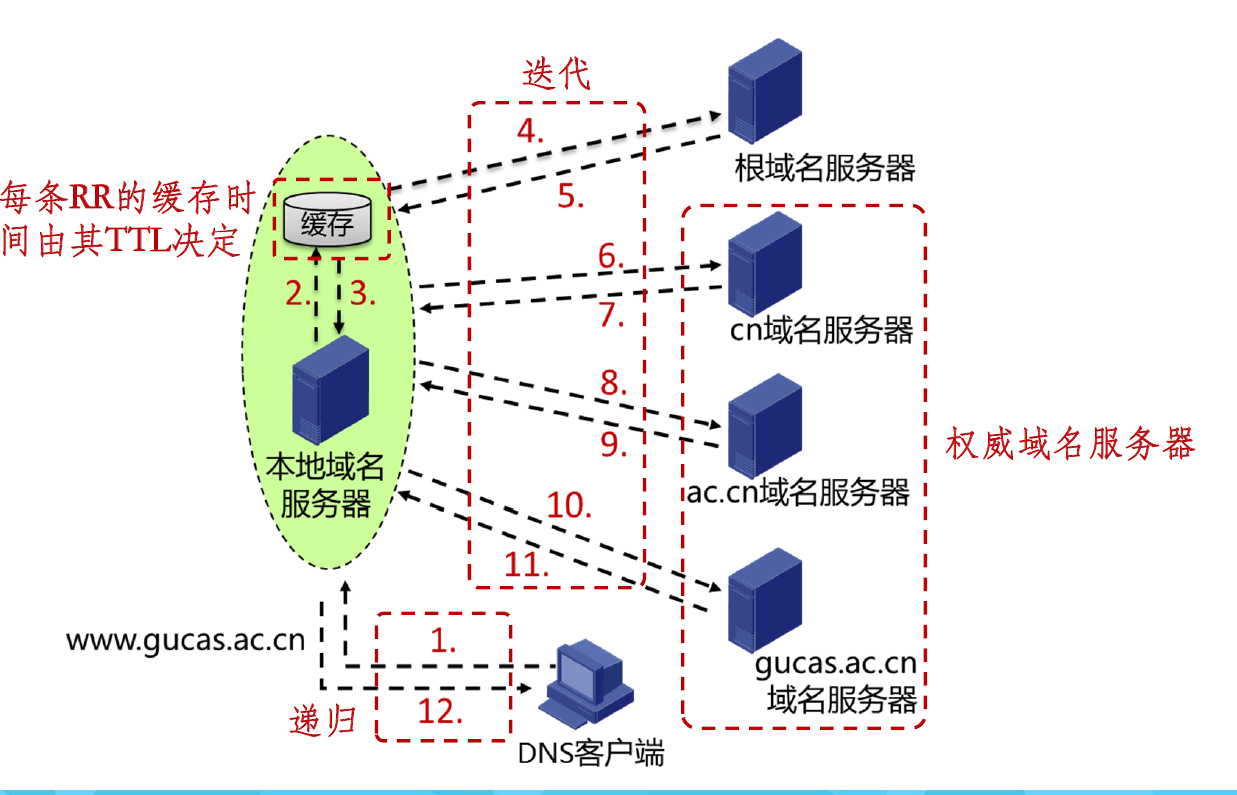 迭代
4.
根域名服务器
每条RR的缓存时
间由其TTL决定
缓存
5.
6.
2.
3.
7.
cn域名服务器
8.
9.
权威域名服务器
本地域名
服务器
ac.cn域名服务器
10.
11.
www.gucas.ac.cn
1.
gucas.ac.cn
域名服务器
递归
12.
DNS客户端